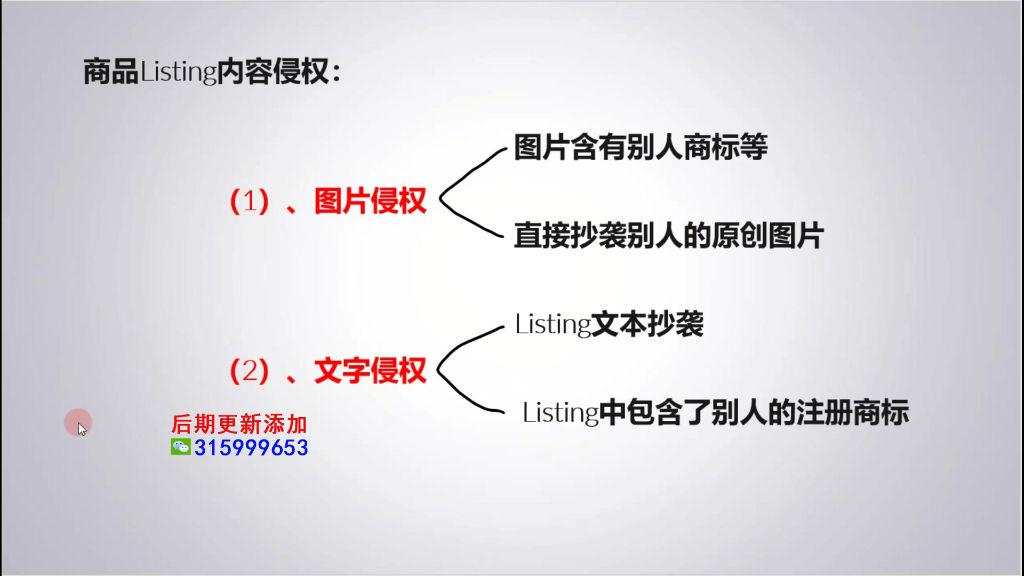 商品Listing内容侵权：
图片含有别人商标等
（1）、图片侵权
直接抄袭别人的原创图片
Listing文本抄袭
（2）、文字侵权
Listing中包含了别人的注册商标
后期更新添加
315999653